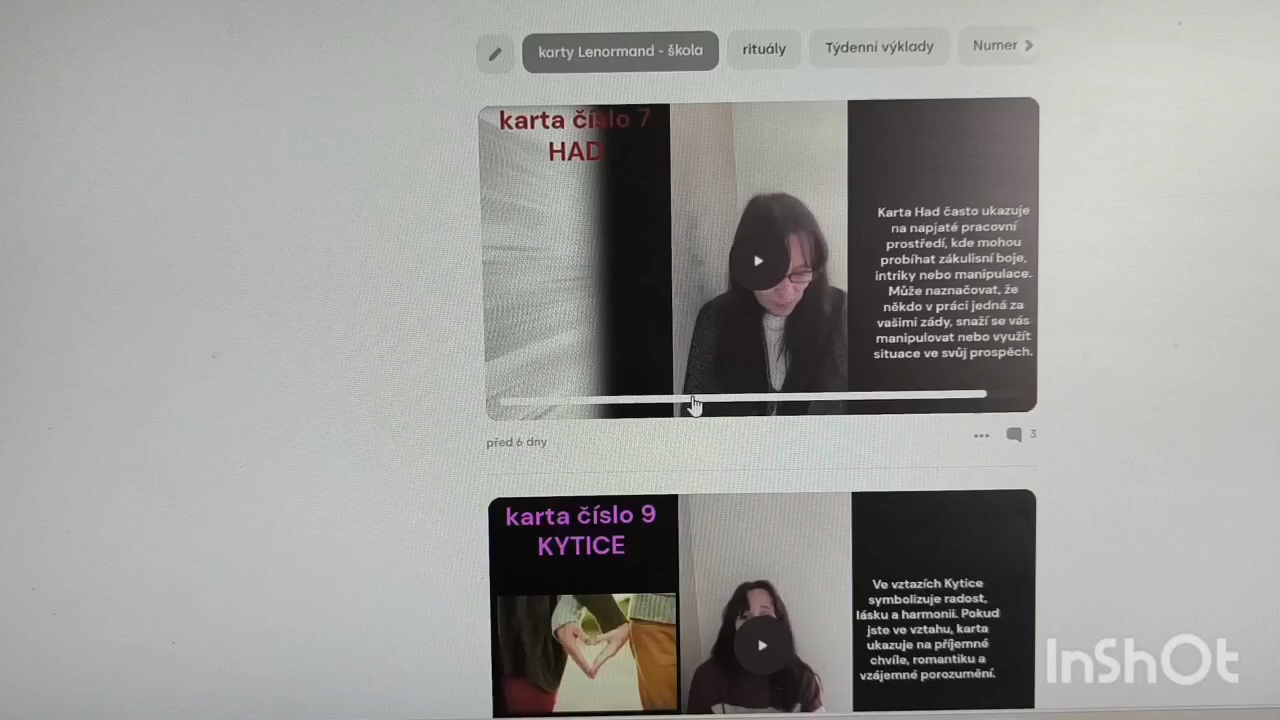 karty Lenormand - škola
rituály
Týdenní výklady
Numer
karta číslo 7
HAD
Karta Had často ukazuje
na napjaté pracovní
prostředí, kde mohou
probíhat zákulisní boje,
intriky nebo manipulace.
Může naznačovat, že
někdo v práci jedná za
vašimi zády, snaží se vás
manipulovat nebo využít
situace ve svůj prospěch.
před 6 dny
3
karta číslo 9
KYTICE
Ve vztazích Kytice
symbolizuje radost,
lásku a harmonii. Pokud
jste ve vztahu, karta
ukazuje na příjemné
chvíle, romantiku a
vzájemné porozumění.
InShOt